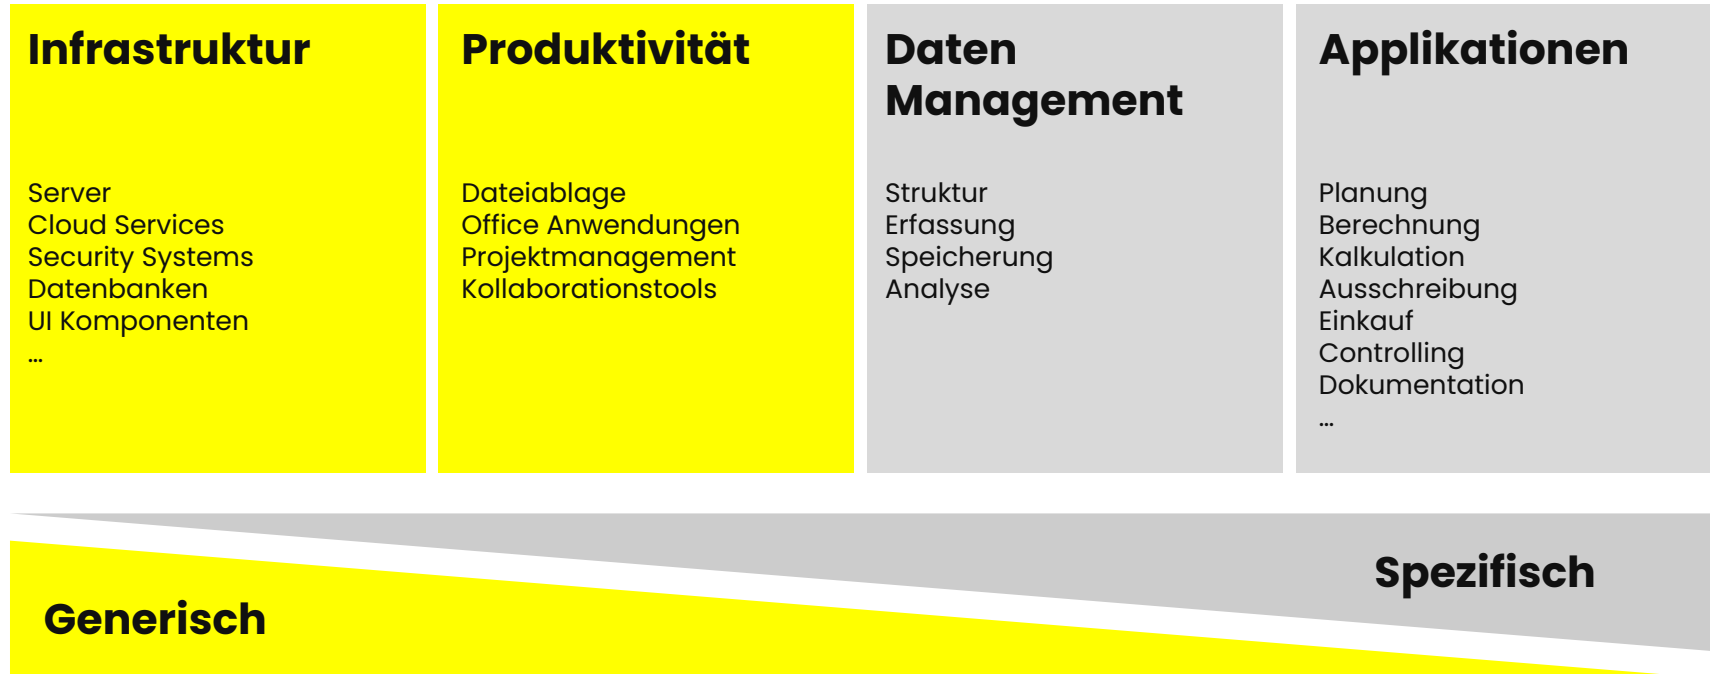 Infrastruktur
Server
Cloud Services
Security Systems
Datenbanken
UI Komponenten
…
Produktivität
Dateiablage
Office Anwendungen
Projektmanagement
Kollaborationstools
Daten
Management
Struktur
Erfassung
Speicherung
Analyse
Applikationen
Planung
Berechnung
Kalkulation
Ausschreibung
Einkauf
Controlling
Dokumentation
…
Generisch
Spezifisch